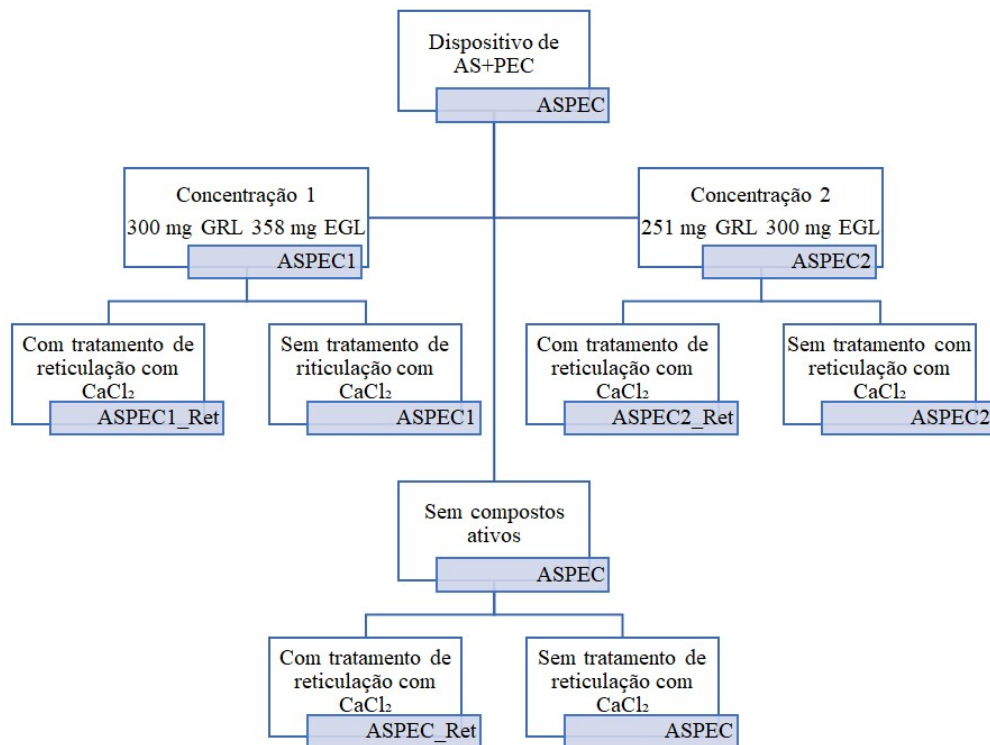 Dispositivo de
AS+PEC
ASPEC
Concentração 1
300 mg GRL 358 mg EGL
ASPEC1
Concentração 2
251 mg GRL 300 mg EGL
ASPEC2
Com tratamento de
reticulação com
CaCl₂
ASPEC1_Ret
Sem tratamento de
riticulação com
CaCl₂
ASPEC1
Com tratamento de
reticulação com
CaCl₂
ASPEC2_Ret
Sem tratamento com
reticulação com
CaCl₂
ASPEC2
Sem compostos
ativos
ASPEC
Com tratamento de
reticulação com
CaCl₂
ASPEC_Ret
Sem tratamento de
reticulação com
CaCl₂
ASPEC